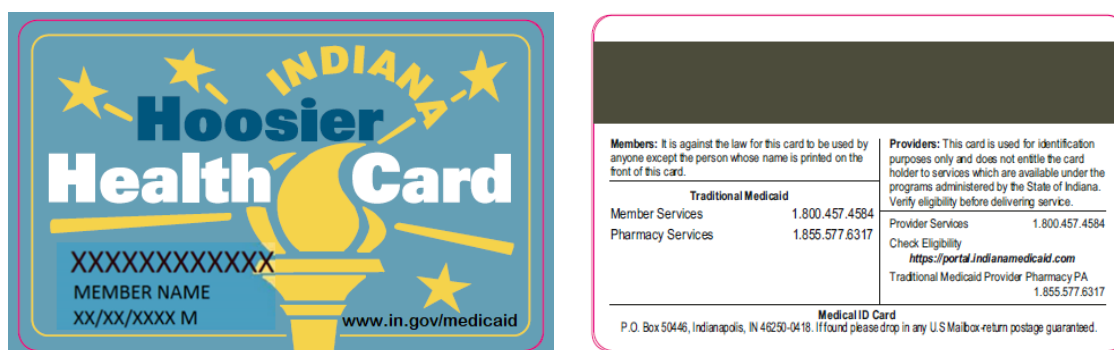 INDIANA
Hoosier
Health Card
XXXXXXXXXXXX
MEMBER NAME
XX/XX/XXXX M
www.in.gov/medicaid
Members: It is against the law for this card to be used by
anyone except the person whose name is printed on the
front of this card.
Traditional Medicaid
Member Services 1.800.457.4584
Pharmacy Services 1.855.577.6317
Providers: This card is used for identification
purposes only and does not entitle the card
holder to services which are available under the
programs administered by the State of Indiana.
Verify eligibility before delivering service.
Provider Services 1.800.457.4584
Check Eligibility
https://portal.indianamedicaid.com
Traditional Medicaid Provider Pharmacy PA
1.855.577.6317
Medical ID Card
P.O. Box 50446, Indianapolis, IN 46250-0418. If found please drop in any U.S Mailbox-return postage guaranteed.